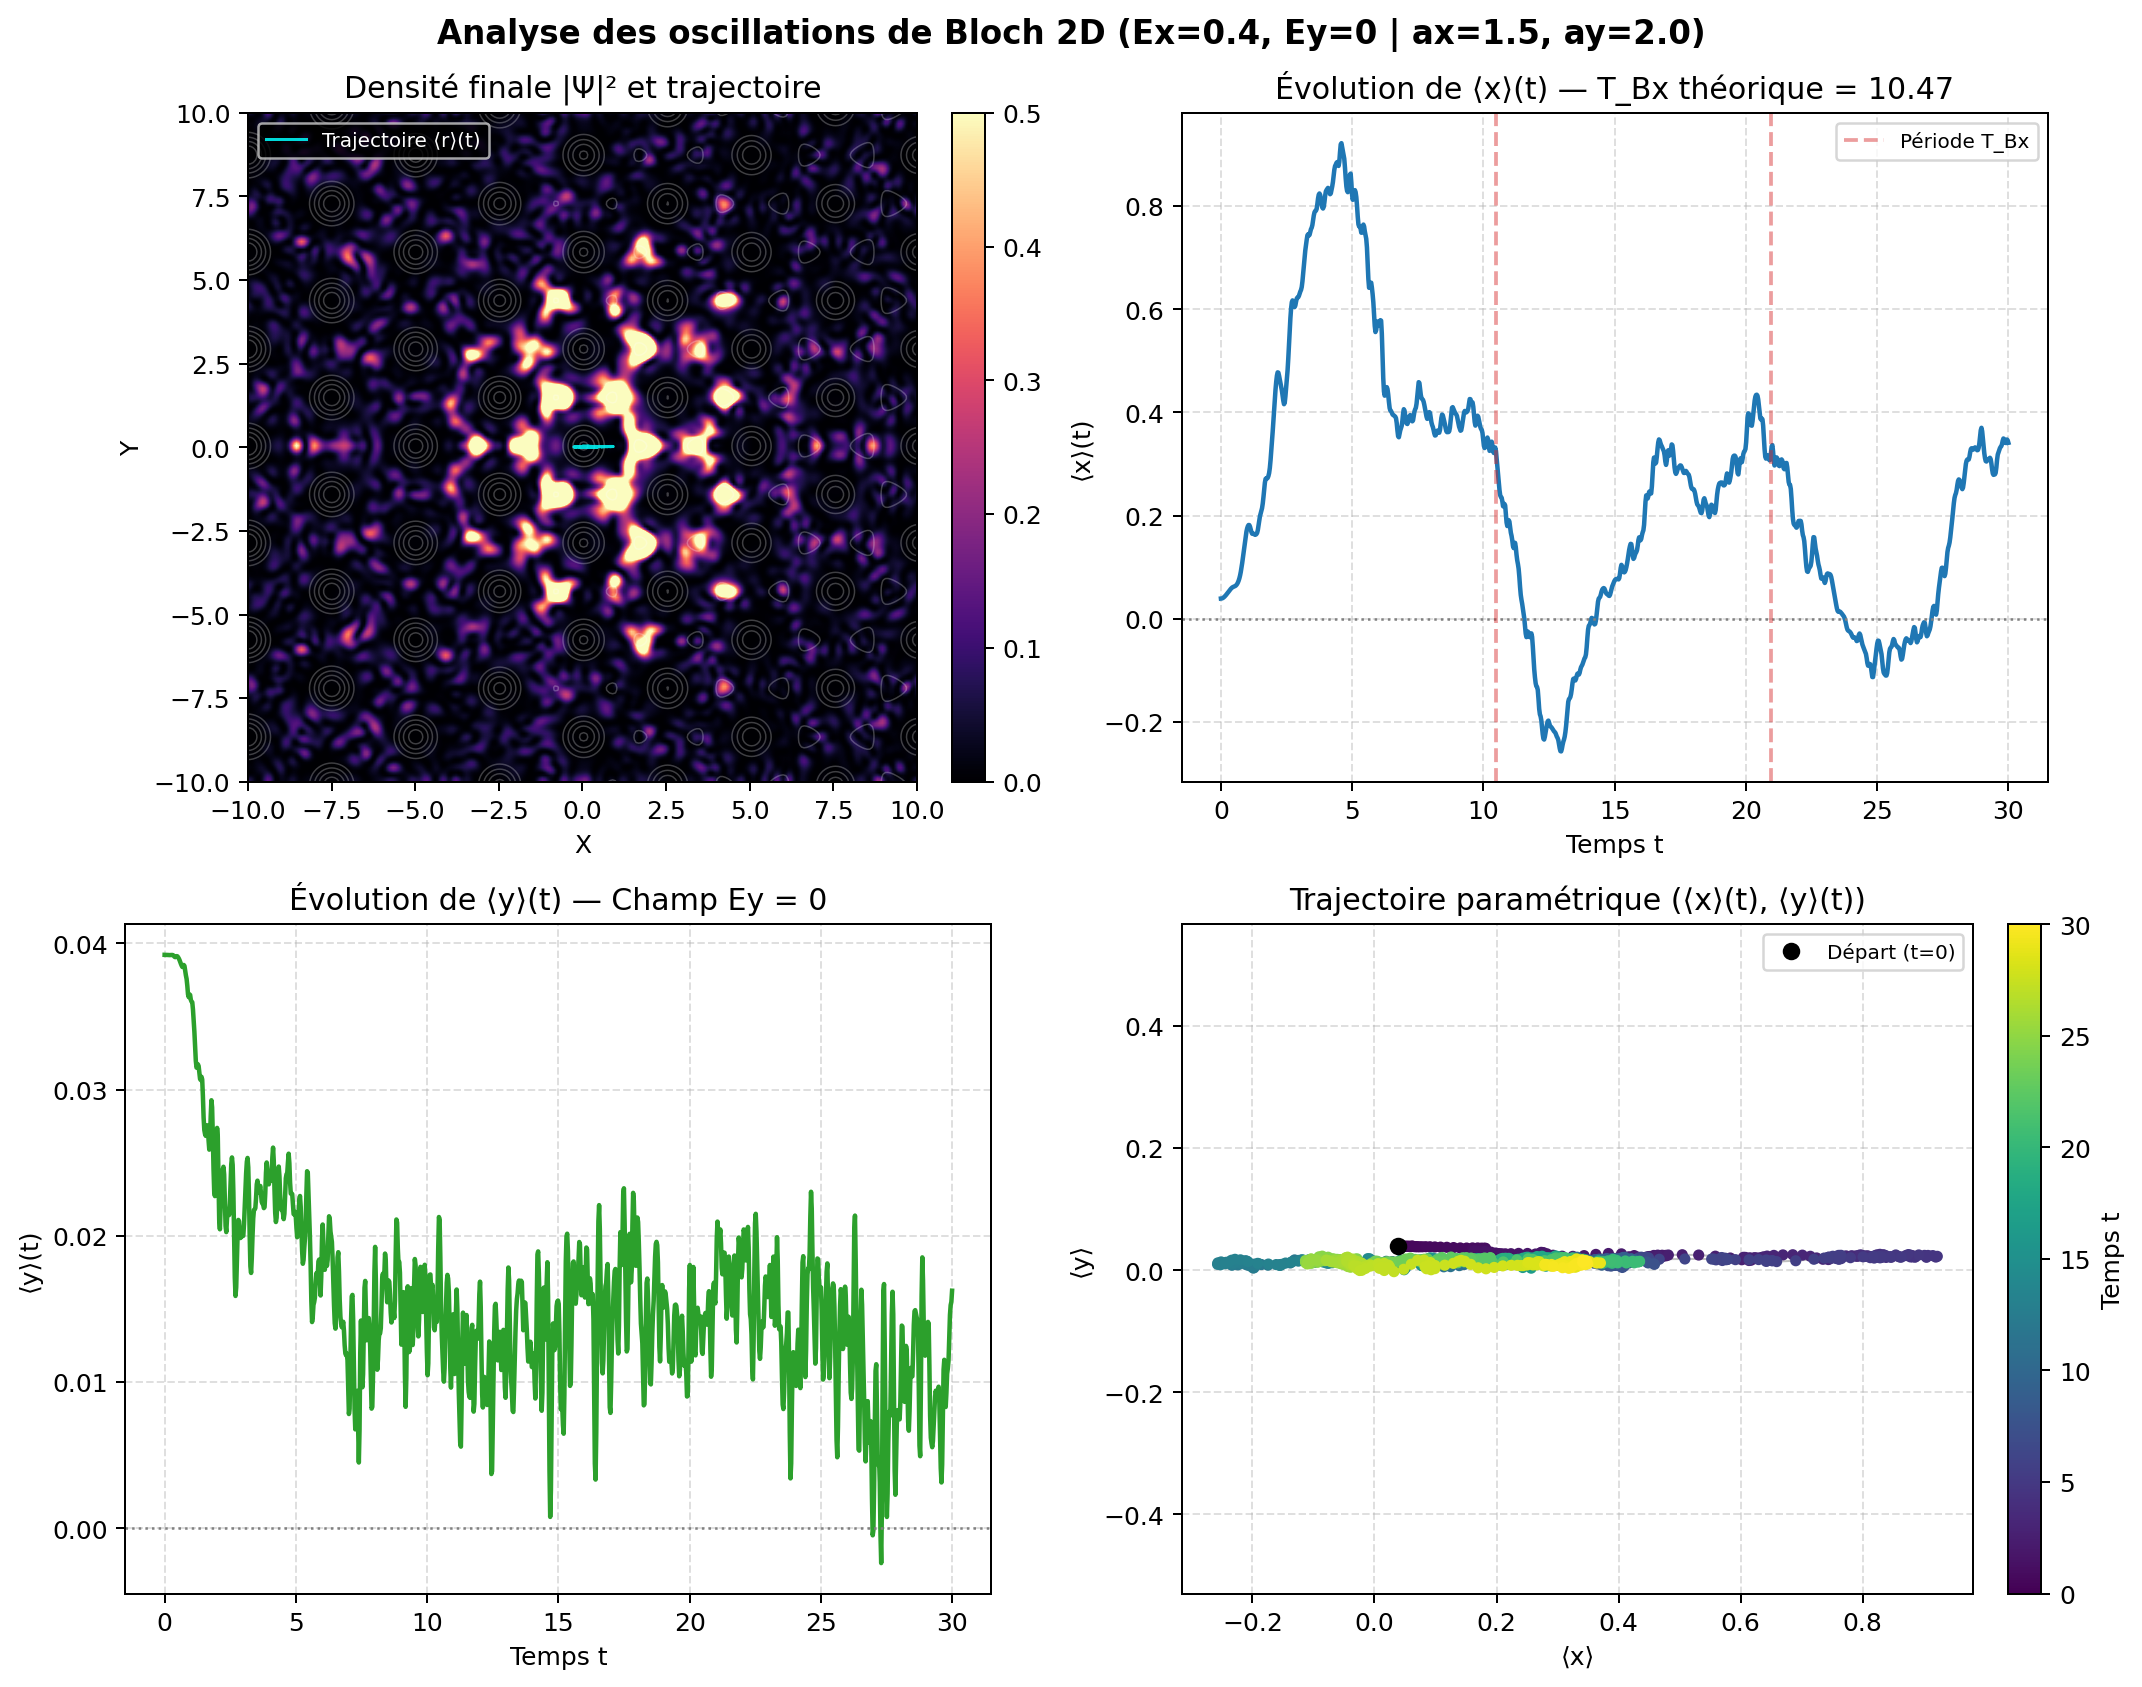 Analyse des oscillations de Bloch 2D (Ex=0.4, Ey=0 | ax=1.5, ay=2.0)
Densité finale |Ψ|² et trajectoire
Trajectoire ⟨r⟩(t)
10.0
7.5
5.0
2.5
0.0
−2.5
−5.0
−7.5
−10.0
Y
−10.0 −7.5 −5.0 −2.5 0.0 2.5 5.0 7.5 10.0
X
0.5
0.4
0.3
0.2
0.1
0.0
Évolution de ⟨x⟩(t) — T_Bx théorique = 10.47
Période T_Bx
0.8
0.6
0.4
0.2
0.0
−0.2
⟨x⟩(t)
0 5 10 15 20 25 30
Temps t
Évolution de ⟨y⟩(t) — Champ Ey = 0
0.04
0.03
0.02
0.01
0.00
⟨y⟩(t)
0 5 10 15 20 25 30
Temps t
Trajectoire paramétrique (⟨x⟩(t), ⟨y⟩(t))
Départ (t=0)
0.4
0.2
0.0
−0.2
−0.4
⟨y⟩
−0.2 0.0 0.2 0.4 0.6 0.8
⟨x⟩
30
25
20
15
10
5
0
Temps t